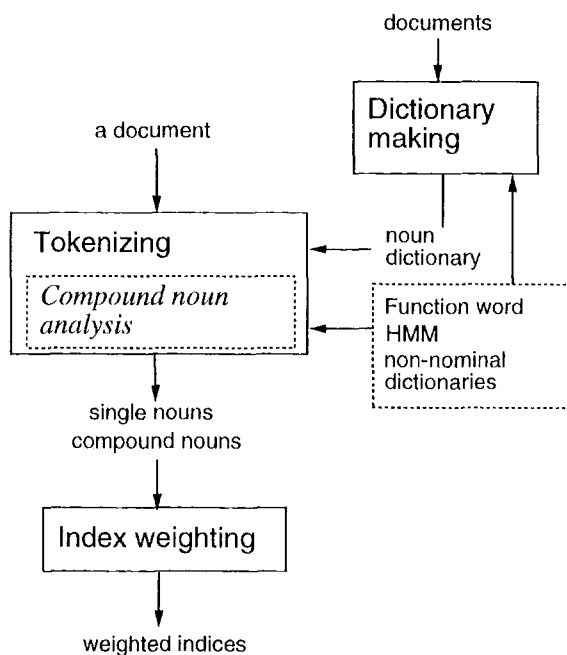 documents
Dictionary
making
a document
Tokenizing
noun
dictionary
Compound noun
analysis
Function word
HMM
non-nominal
dictionaries
single nouns
compound nouns
Index weighting
weighted indices